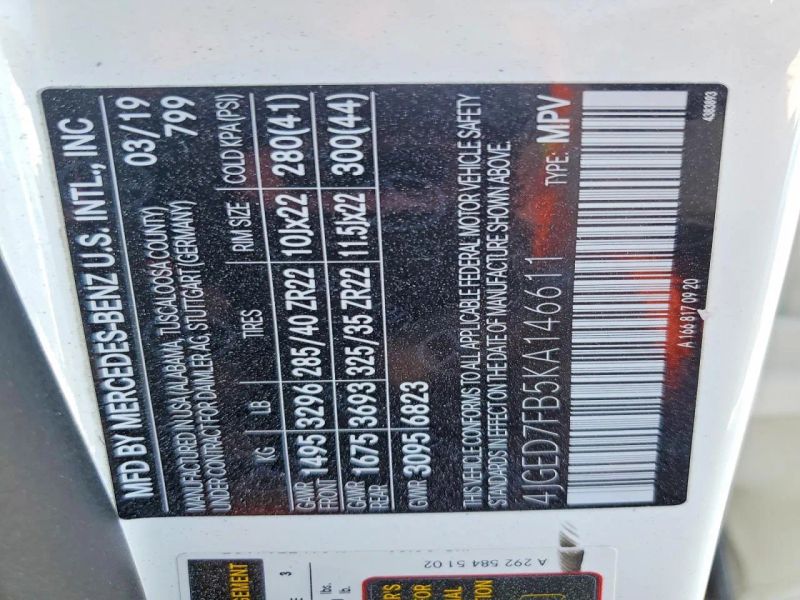 MFD BY MERCEDES-BENZ U.S. INTL., INC
MANUFACTURED IN USA ALABAMA, TUSCALOOSA (COUNTY) 03/19
UNDER CONTRACT FOR DAIMLER AG STUTTGART (GERMANY) 799
KG LB TIRES RIM SIZE COLD KPA (PSI)
GAWR FRONT 1495 3296 285/40 ZR22 10Jx22 280(41)
GAWR REAR 1675 3693 325/35 ZR22 11.5Jx22 300(44)
GVWR 3095 6823
THIS VEHICLE CONFORMS TO ALL APPLICABLE FEDERAL MOTOR VEHICLE SAFETY
STANDARDS IN EFFECT ON THE DATE OF MANUFACTURE SHOWN ABOVE.
4JGED7FB5KA146611 TYPE: MPV
A 166 817 09 20
4383093
A 292 584 51 02
3
lbs.
lb.